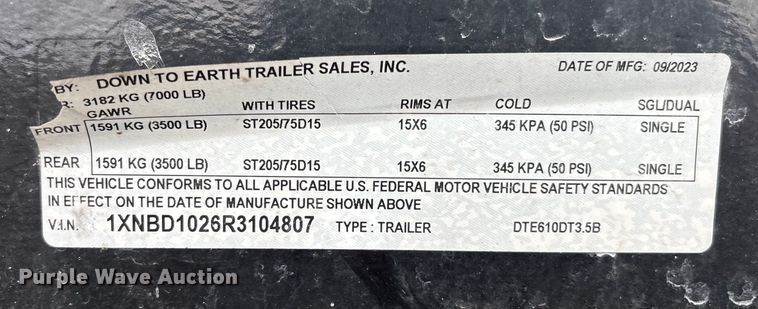 BY: DOWN TO EARTH TRAILER SALES, INC. DATE OF MFG: 09/2023
R: 3182 KG (7000 LB)
GAWR WITH TIRES RIMS AT COLD SGL/DUAL
FRONT 1591 KG (3500 LB) ST205/75D15 15X6 345 KPA (50 PSI) SINGLE
REAR 1591 KG (3500 LB) ST205/75D15 15X6 345 KPA (50 PSI) SINGLE
THIS VEHICLE CONFORMS TO ALL APPLICABLE U.S. FEDERAL MOTOR VEHICLE SAFETY STANDARDS
IN EFFECT ON THE DATE OF MANUFACTURE SHOWN ABOVE
V.I.N. 1XNBD1026R3104807 TYPE : TRAILER DTE610DT3.5B
Purple Wave Auction